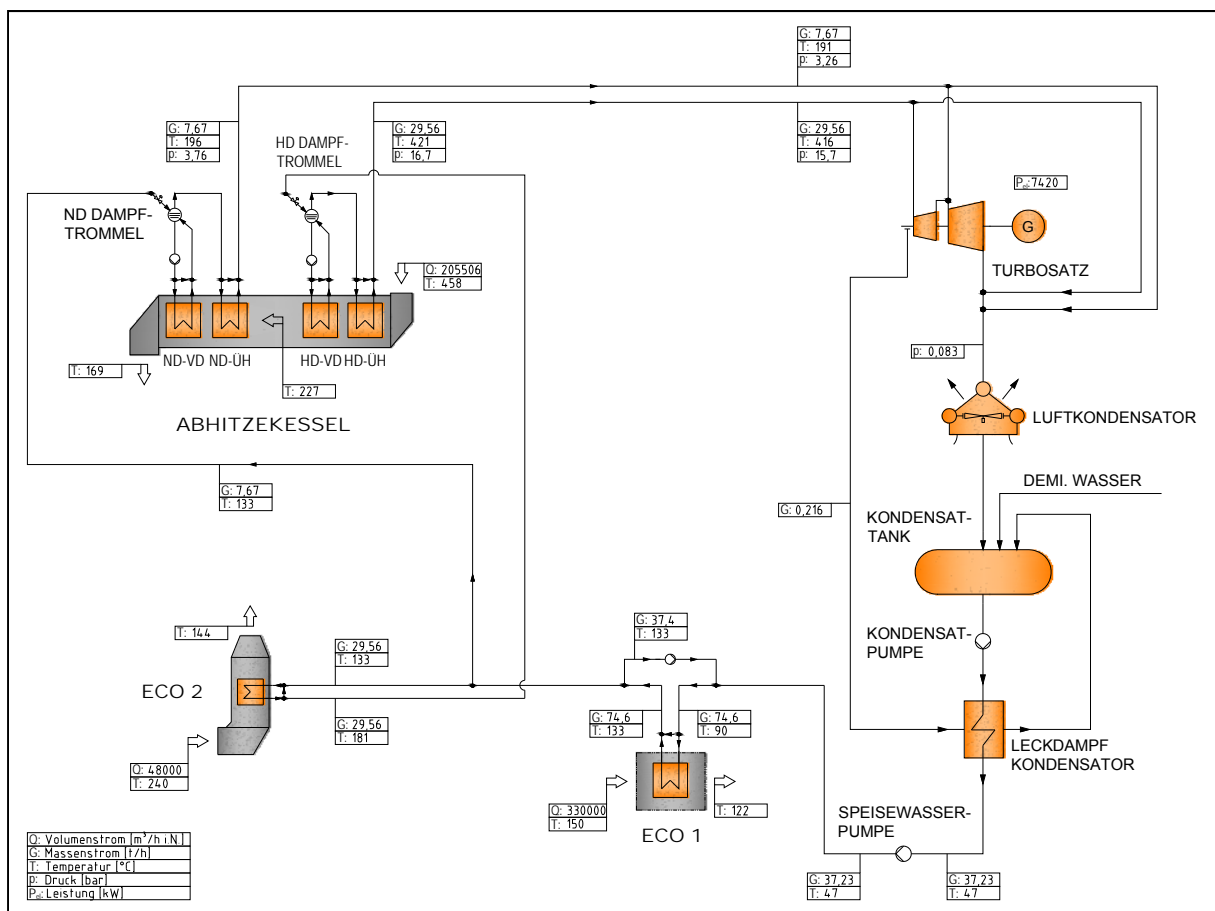 G: 7,67
T: 191
p: 3,26
G: 7,67
T: 196
p: 3,76
HD DAMPF-
TROMMEL
G: 29,56
T: 421
p: 16,7
G: 29,56
T: 416
p: 15,7
Pel: 7420
G
TURBOSATZ
ND DAMPF-
TROMMEL
Q: 205506
T: 458
ND-VD
ND-ÜH
HD-VD
HD-ÜH
T: 169
T: 227
ABHITZEKESSEL
p: 0,083
LUFTKONDENSATOR
G: 7,67
T: 133
DEMI. WASSER
G: 0,216
KONDENSAT-
TANK
KONDENSAT-
PUMPE
T: 144
G: 37,4
T: 133
G: 29,56
T: 133
ECO 2
G: 29,56
T: 181
G: 74,6
T: 133
G: 74,6
T: 90
LECKDAMPF
KONDENSATOR
Q: 48000
T: 240
Q: 330000
T: 150
T: 122
ECO 1
SPEISEWASSER-
PUMPE
G: 37,23
T: 47
G: 37,23
T: 47
Q: Volumenstrom [m³/h i.N.]
G: Massenstrom [t/h]
T: Temperatur [°C]
p: Druck [bar]
Pel: Leistung [kW]